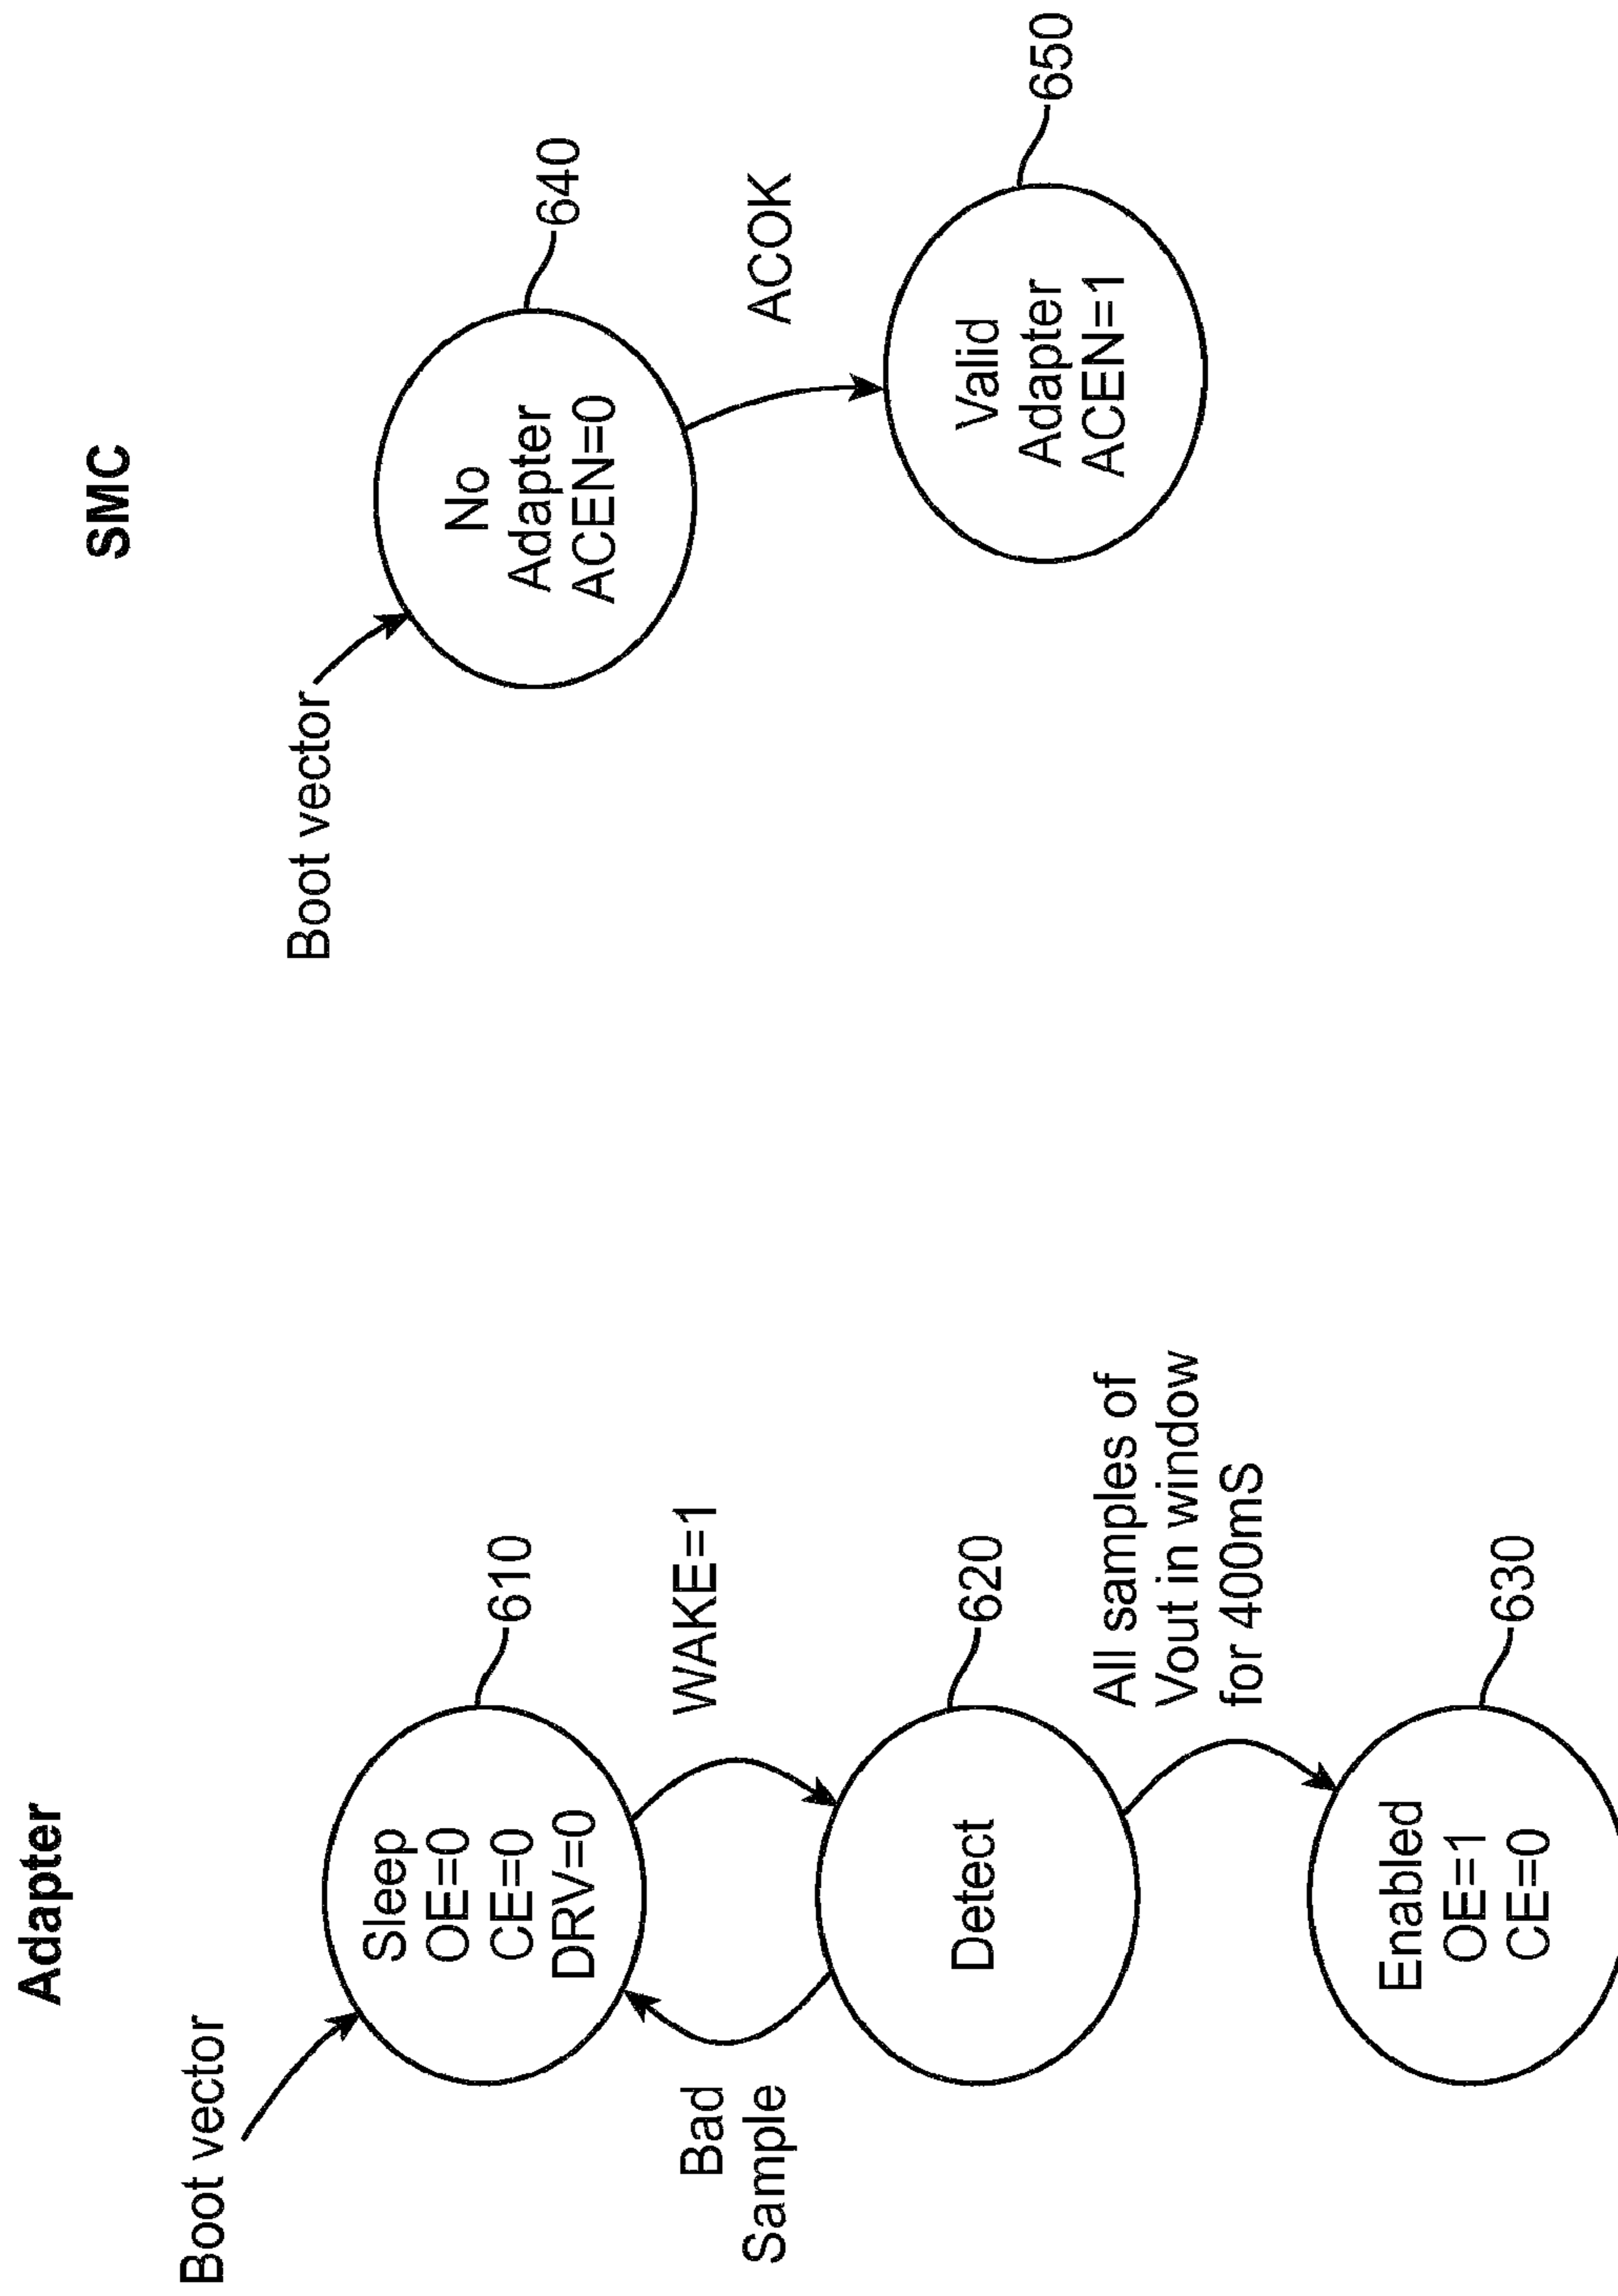 Adapter
Boot vector
Sleep
OE=0
CE=0
DRV=0
610
WAKE=1
Bad
Sample
Detect
620
All samples of
Vout in window
for 400mS
Enabled
OE=1
CE=0
630
SMC
Boot vector
No
Adapter
ACEN=0
640
ACOK
Valid
Adapter
ACEN=1
650